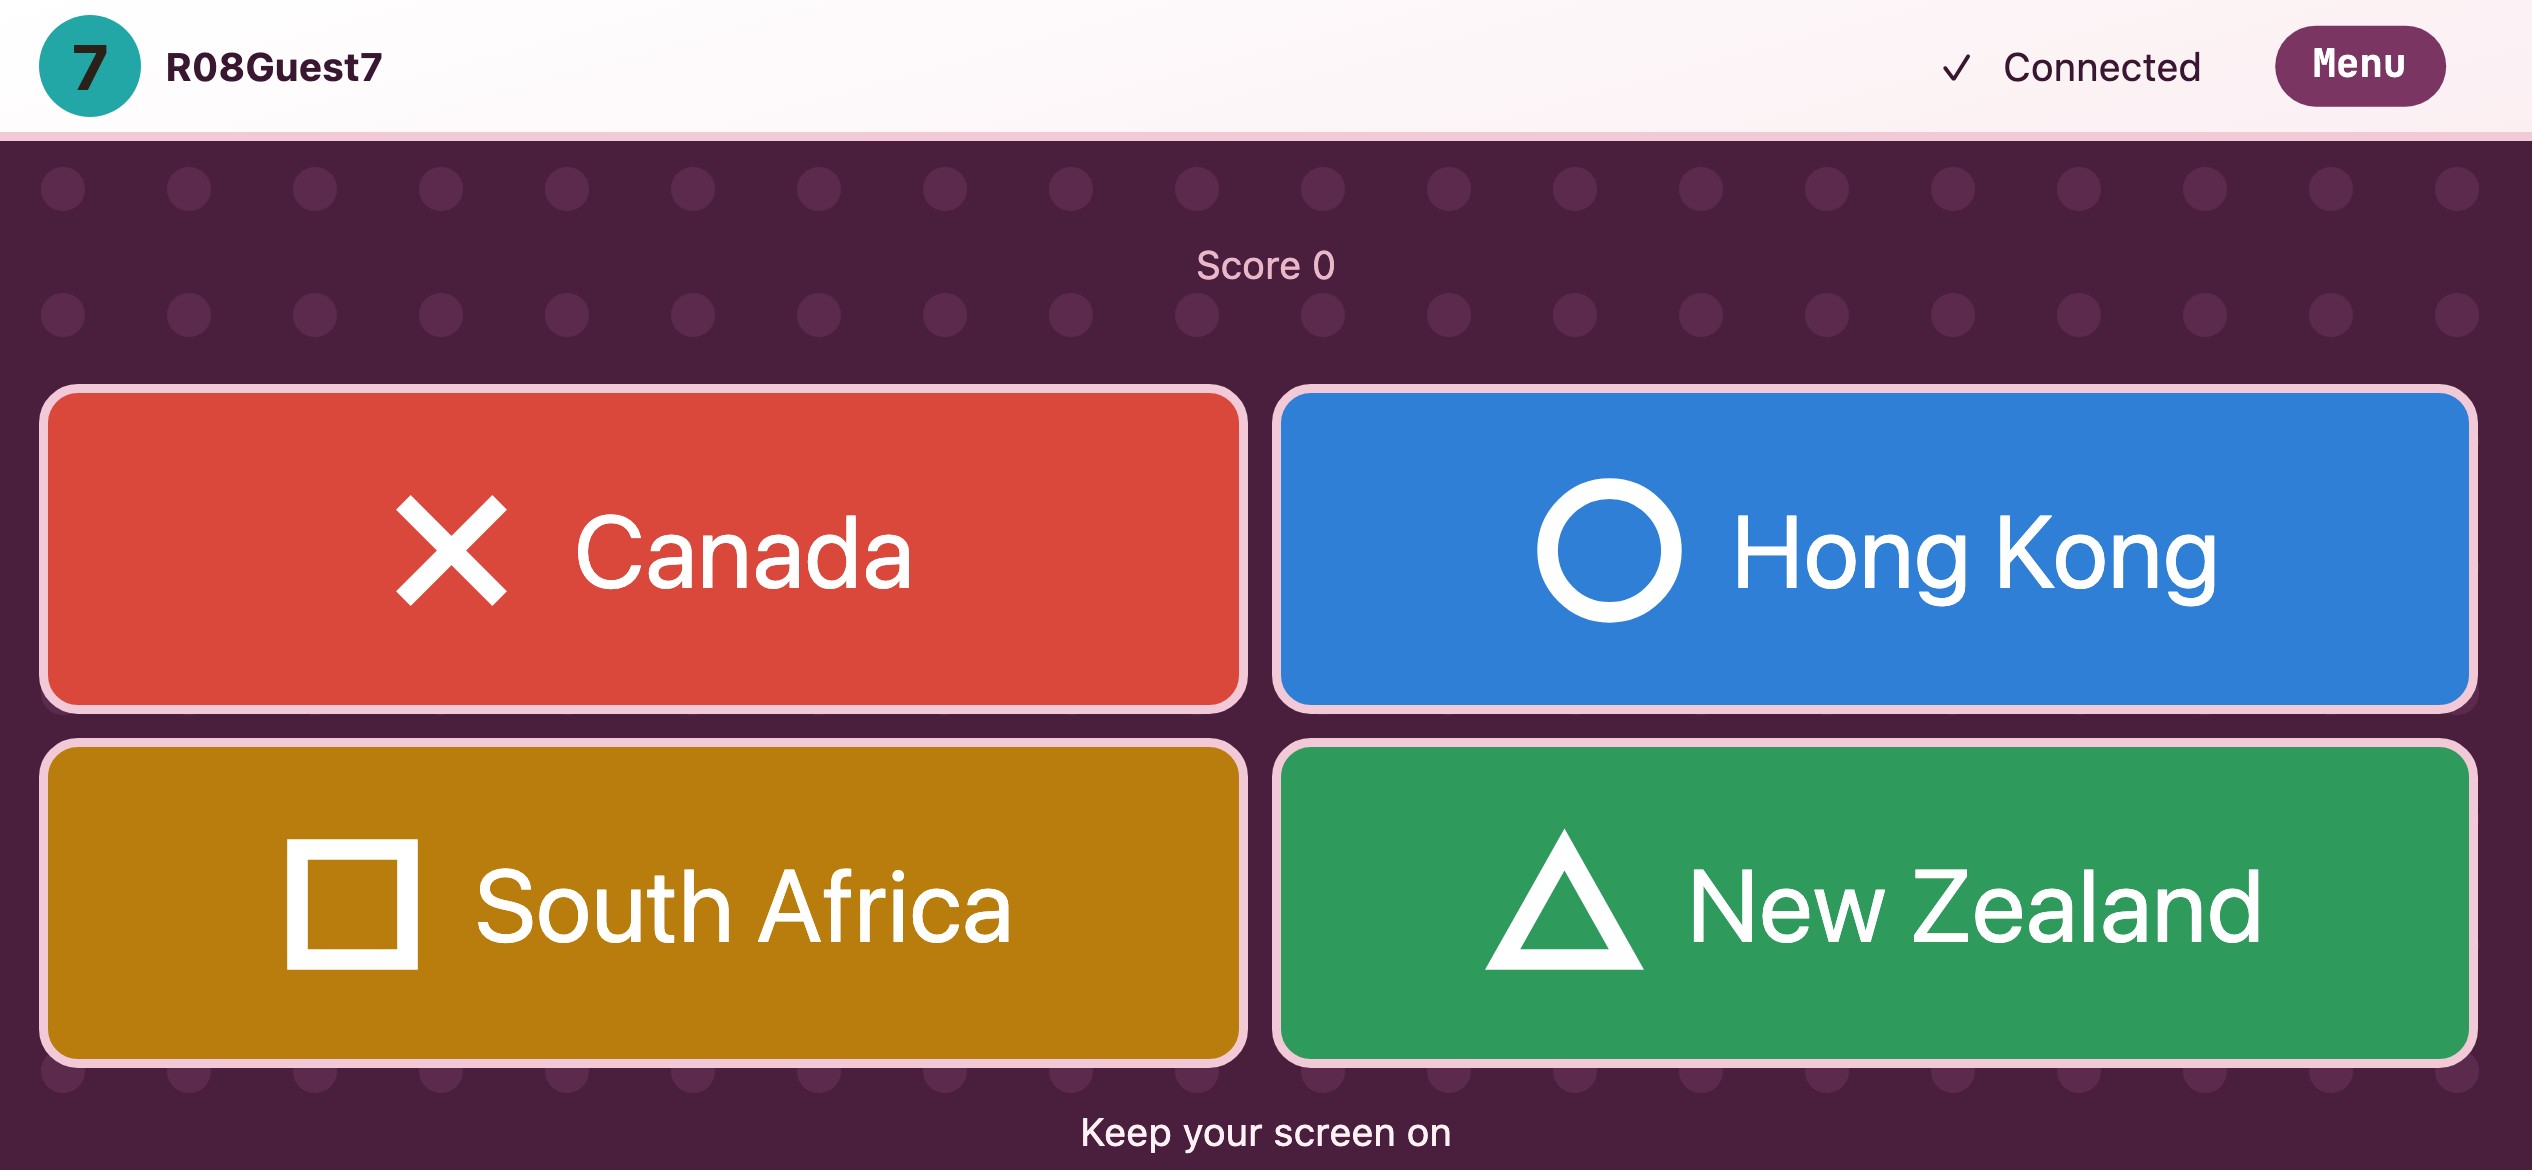 7 R08Guest7 ✓ Connected Menu
Score 0
Canada
Hong Kong
South Africa
New Zealand
Keep your screen on